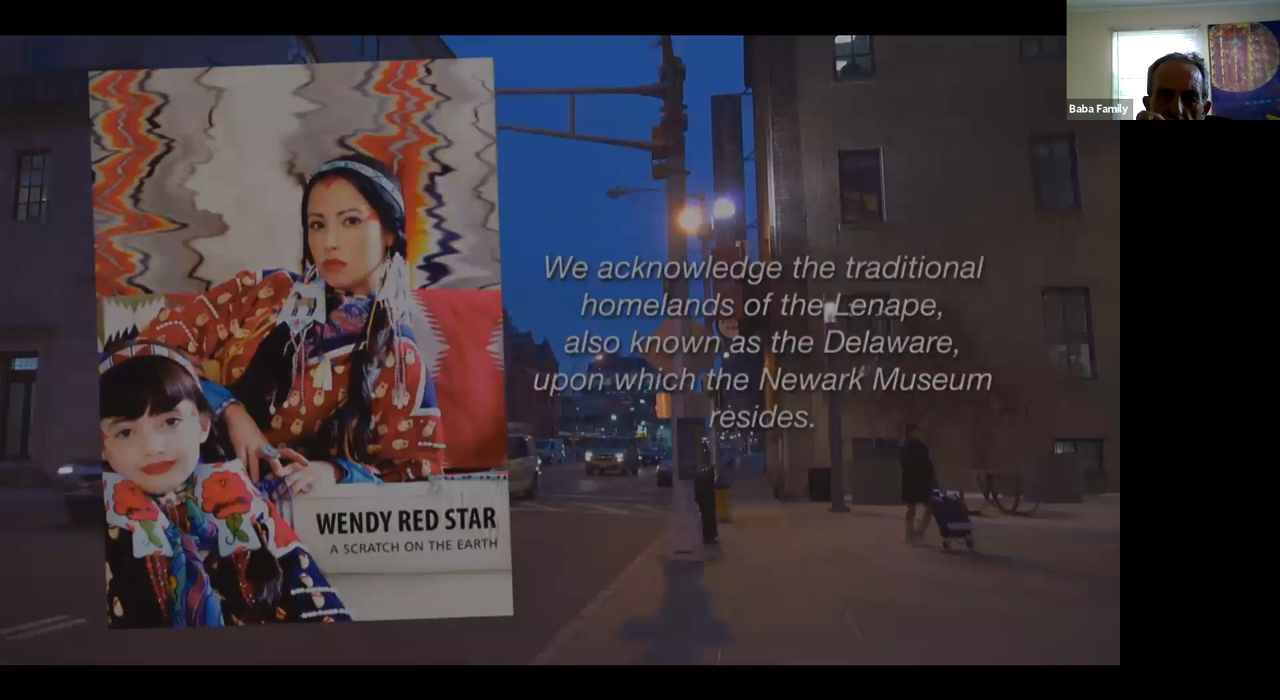 Baba Family
We acknowledge the traditional
homelands of the Lenape,
also known as the Delaware,
upon which the Newark Museum
resides.
WENDY RED STAR
A SCRATCH ON THE EARTH